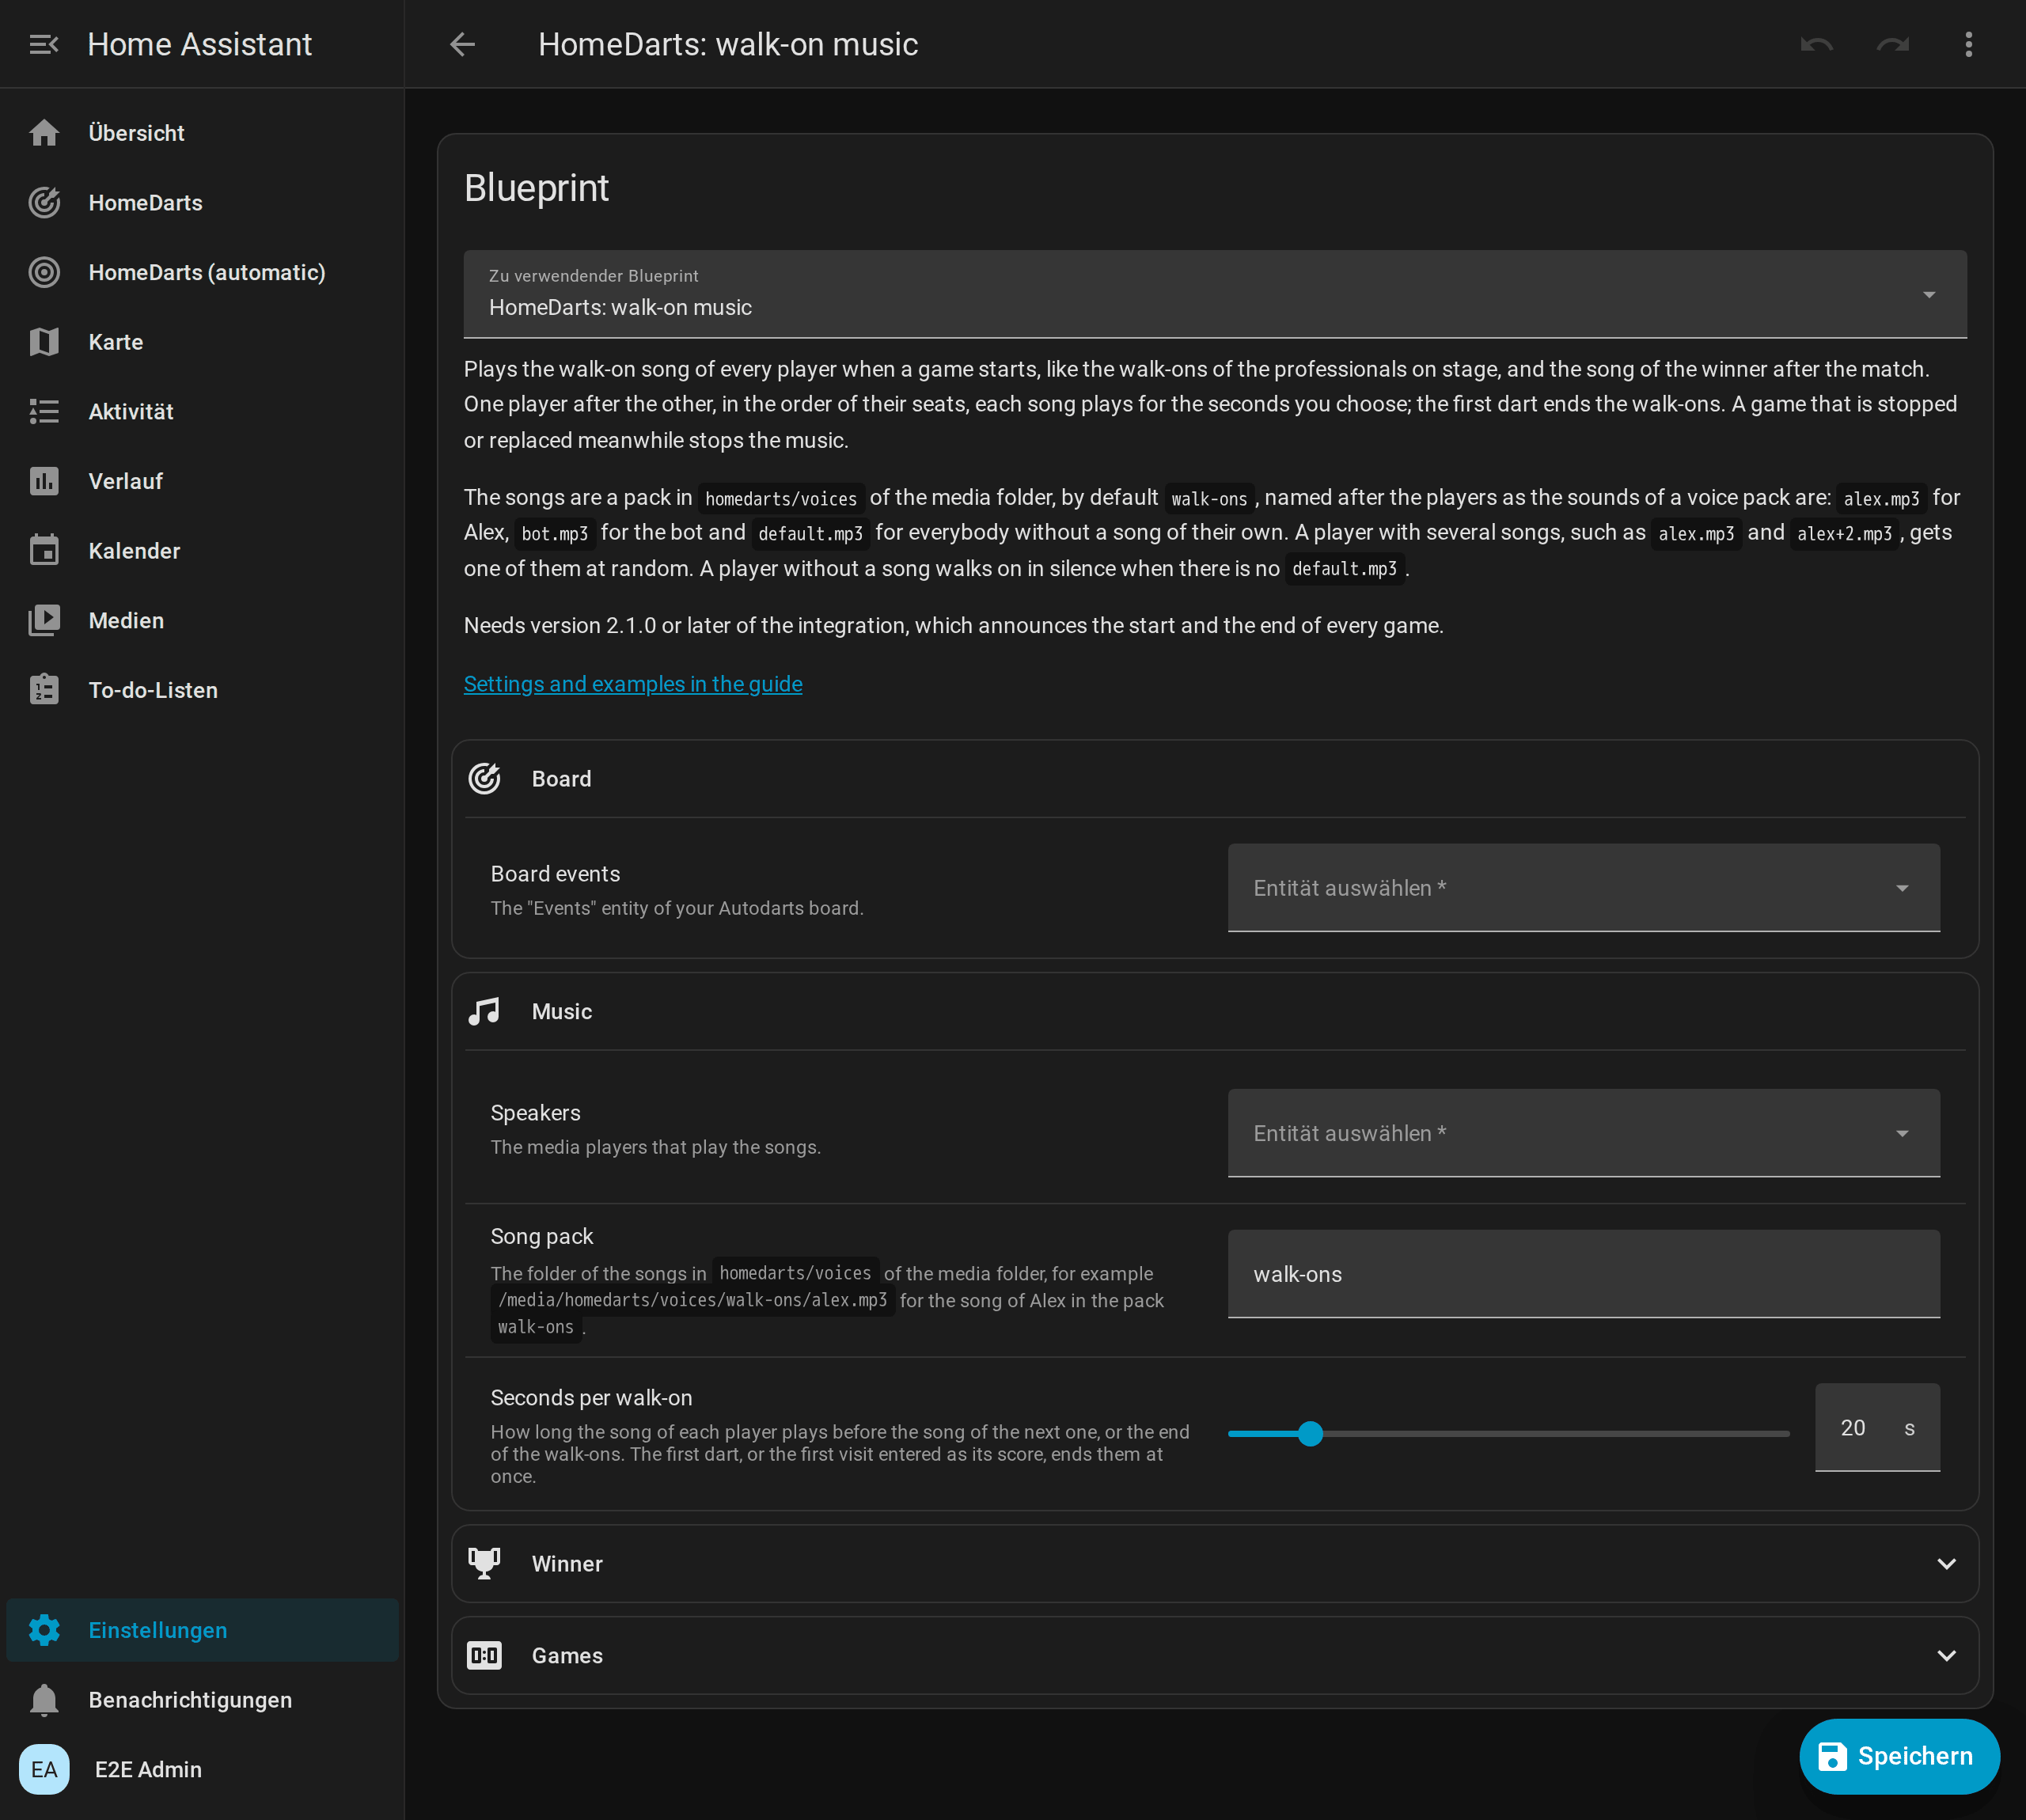 Home Assistant
HomeDarts: walk-on music
Übersicht
HomeDarts
HomeDarts (automatic)
Karte
Aktivität
Verlauf
Kalender
Medien
To-do-Listen
Einstellungen
Benachrichtigungen
EA
E2E Admin
Blueprint
Zu verwendender Blueprint
HomeDarts: walk-on music
Plays the walk-on song of every player when a game starts, like the walk-ons of the professionals on stage, and the song of the winner after the match.
One player after the other, in the order of their seats, each song plays for the seconds you choose; the first dart ends the walk-ons. A game that is stopped
or replaced meanwhile stops the music.
The songs are a pack in homedarts/voices of the media folder, by default walk-ons, named after the players as the sounds of a voice pack are: alex.mp3 for
Alex, bot.mp3 for the bot and default.mp3 for everybody without a song of their own. A player with several songs, such as alex.mp3 and alex+2.mp3, gets
one of them at random. A player without a song walks on in silence when there is no default.mp3.
Needs version 2.1.0 or later of the integration, which announces the start and the end of every game.
Settings and examples in the guide
Board
Board events
The "Events" entity of your Autodarts board.
Entität auswählen *
Music
Speakers
The media players that play the songs.
Entität auswählen *
Song pack
The folder of the songs in homedarts/voices of the media folder, for example
/media/homedarts/voices/walk-ons/alex.mp3 for the song of Alex in the pack
walk-ons.
walk-ons
Seconds per walk-on
How long the song of each player plays before the song of the next one, or the end
of the walk-ons. The first dart, or the first visit entered as its score, ends them at
once.
20 s
Winner
Games
Speichern